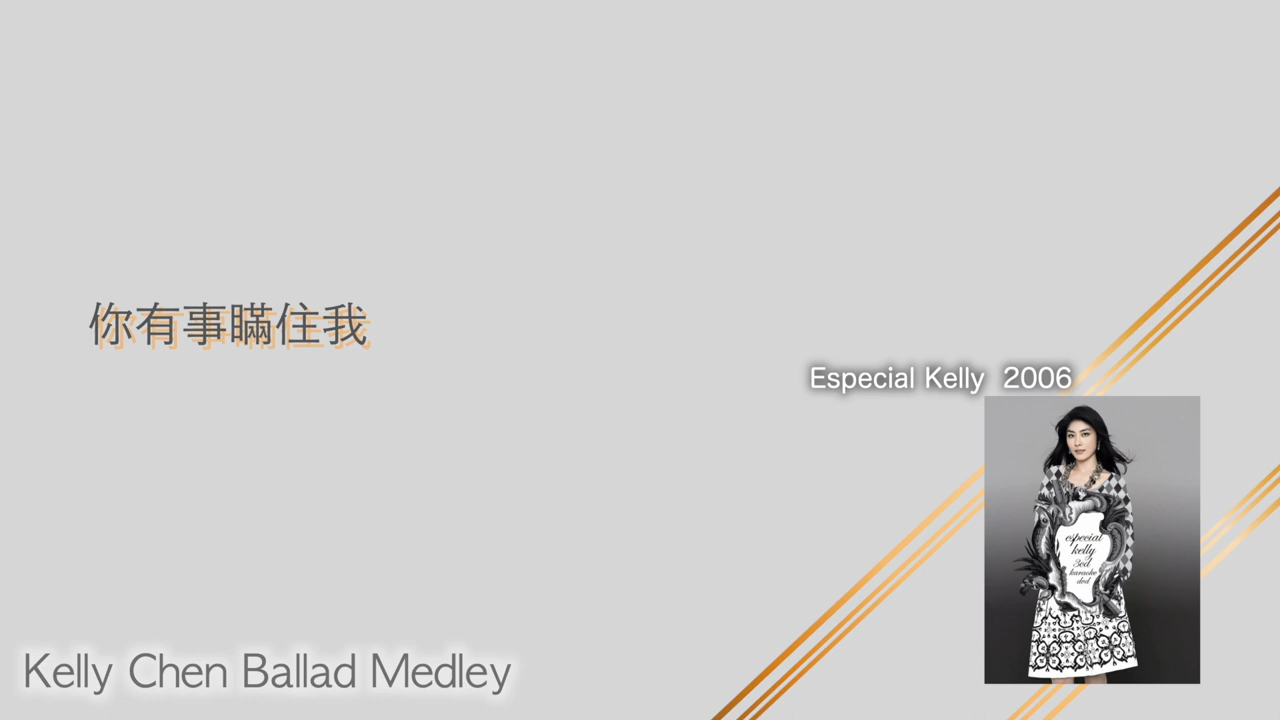 你有事瞞住我
Especial Kelly 2006
especial
kelly
3cd
karaoke
dvd
Kelly Chen Ballad Medley